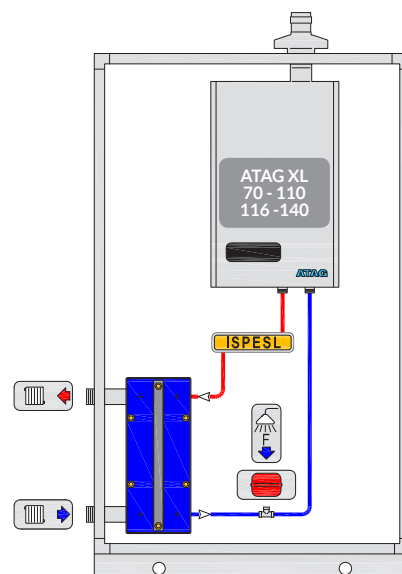 ATAG XL
70 - 110
116 -140
ATAG
ISPESL
F